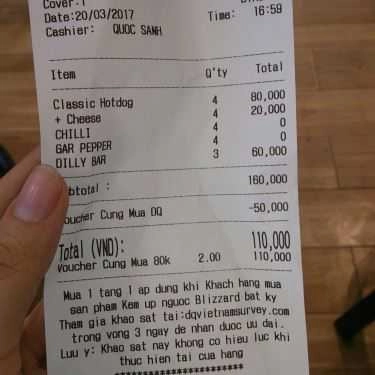 Cover:1
Date:20/03/2017 Time: 16:59
Cashier: QUOC SANH
Item Q'ty Total
Classic Hotdog 4 80,000
+ Cheese 4 20,000
CHILLI 4 0
GAR PEPPER 4 0
DILLY BAR 3 60,000
btotal : 160,000
oucher Cung Mua DQ -50,000
Total (VND): 110,000
Voucher Cung Mua 80k 2.00 110,000
Mua 1 tang 1 ap dung khi Khach hang mua
san pham Kem up nguoc Blizzard bat ky
Tham gia khao sat tai:dqvietnamsurvey.com
trong vong 3 ngay de nhan duoc uu dai.
Luu y: Khao sat nay khong co hieu luc khi
thuc hien tai cua hang
************************